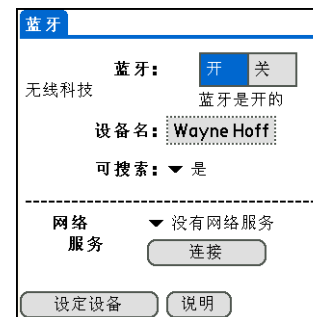 蓝牙
蓝牙： 开 关
无线科技
蓝牙是开的
设备名： Wayne Hoff
可搜索： 是
网络 没有网络服务
服务
连接
设定设备 说明